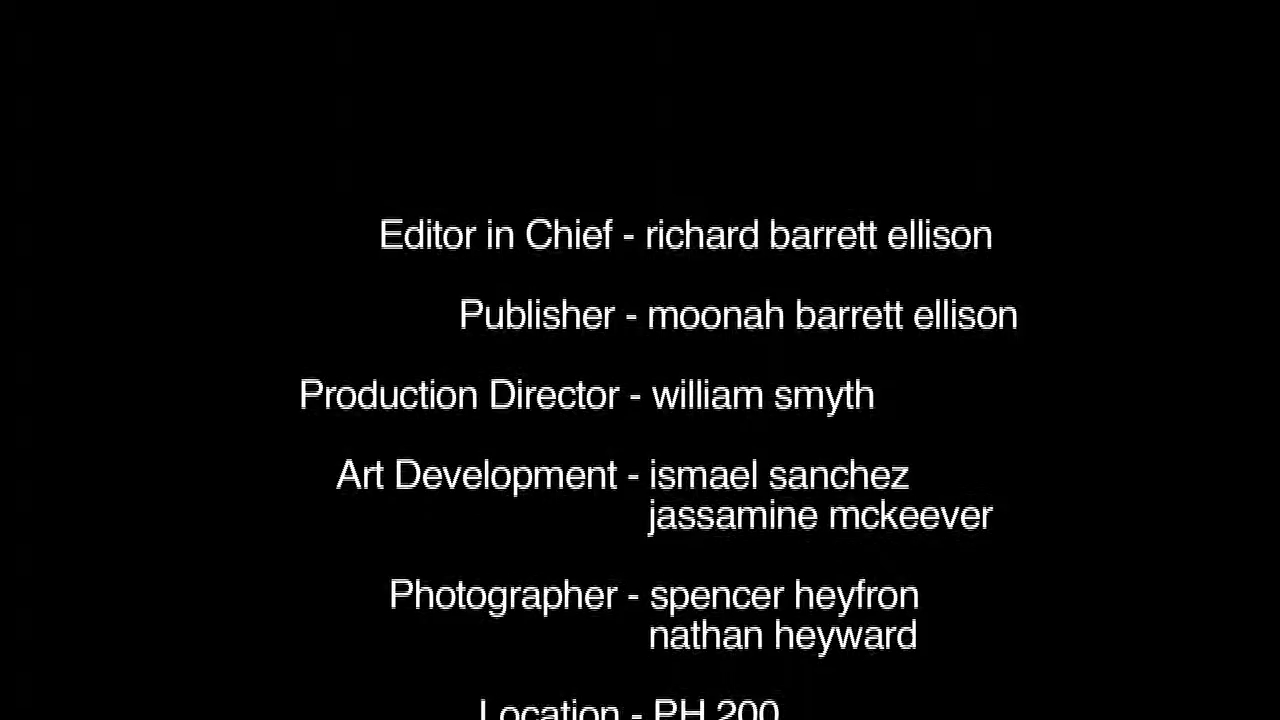 Editor in Chief - richard barrett ellison
Publisher - moonah barrett ellison
Production Director - william smyth
Art Development - ismael sanchez
jassamine mckeever
Photographer - spencer heyfron
nathan heyward
Location - PH 200